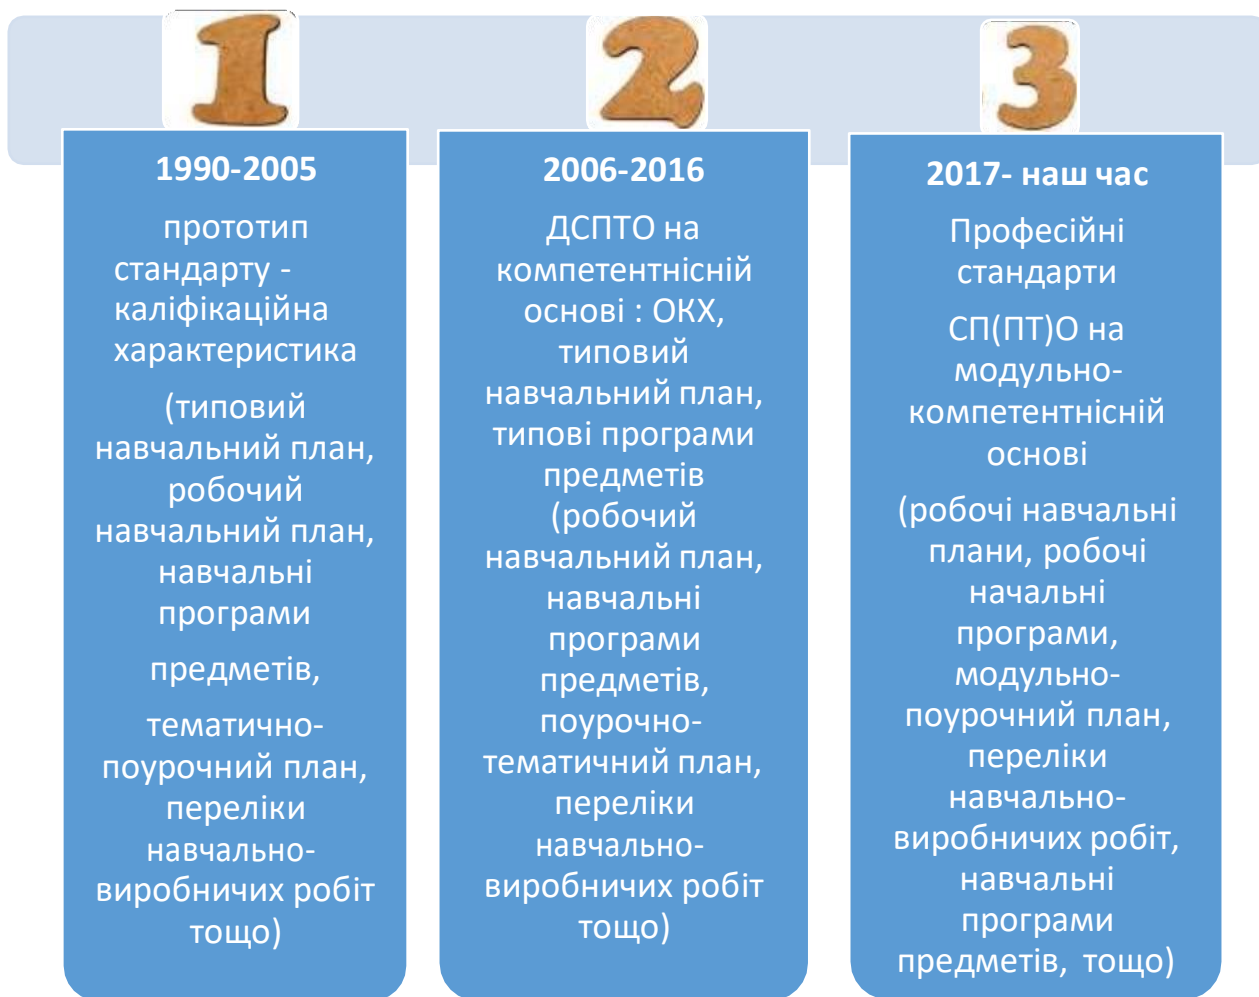 1
1990-2005
прототип
стандарту -
каліфікаційна
характеристика
(типовий
навчальний план,
робочий
навчальний план,
навчальні
програми
предметів,
тематично-
поурочний план,
переліки
навчально-
виробничих робіт
тощо)
2
2006-2016
ДСПТО на
компетентнісній
основі : ОКХ,
типовий
навчальний план,
типові програми
предметів
(робочий
навчальний план,
навчальні
програми
предметів,
поурочно-
тематичний план,
переліки
навчально-
виробничих робіт
тощо)
3
2017- наш час
Професійні
стандарти
СП(ПТ)О на
модульно-
компетентнісній
основі
(робочі навчальні
плани, робочі
начальні
програми,
модульно-
поурочний план,
переліки
навчально-
виробничих робіт,
навчальні
програми
предметів, тощо)